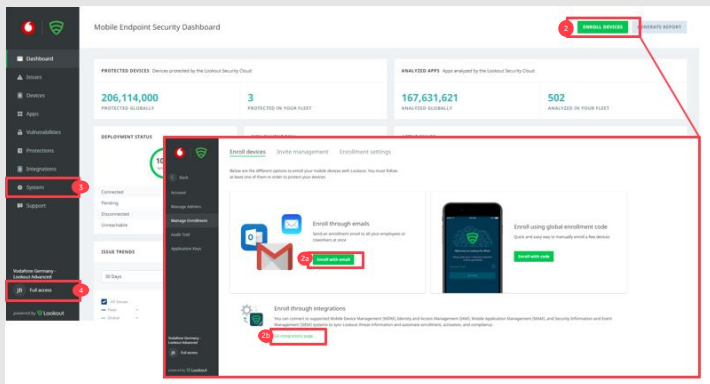 Mobile Endpoint Security Dashboard
2
ENROLL DEVICES
GENERATE REPORT
Dashboard
Issues
Devices
Apps
Vulnerabilities
Protections
Integrations
System
3
Support
Vodafone Germany -
Lookout Advanced
JR Full access
4
powered by Lookout
PROTECTED DEVICES Devices protected by the Lookout Security Cloud
206,114,000
PROTECTED GLOBALLY
3
PROTECTED IN YOUR FLEET
ANALYZED APPS Apps analyzed by the Lookout Security Cloud
167,631,621
ANALYZED GLOBALLY
502
ANALYZED IN YOUR FLEET
DEPLOYMENT STATUS
10
Connected
Pending
Disconnected
Unreachable
ISSUE TRENDS
30 Days
All Issues
Fleet
Global
Back
Account
Manage Admins
Manage Enrollment
Audit Trail
Application Keys
Vodafone Germany -
Lookout Advanced
JR Full access
powered by Lookout
Enroll devices
Invite management
Enrollment settings
Below are the different options to enroll your mobile devices with Lookout. You must follow
at least one of them in order to protect your devices
Enroll through emails
Send an enrollment email to all your employees or
coworkers at once
2a
Enroll with email
Enroll using global enrollment code
Quick and easy way to manually enroll a few devices
Enroll with code
Enroll through integrations
You can connect to supported Mobile Device Management (MDM), Identity and Access Management (IAM), Mobile Application Management (MAM), and Security Information and Event
Management (SIEM) systems to sync Lookout threat information and automate enrollment, activation, and compliance.
2b
Go integrations page